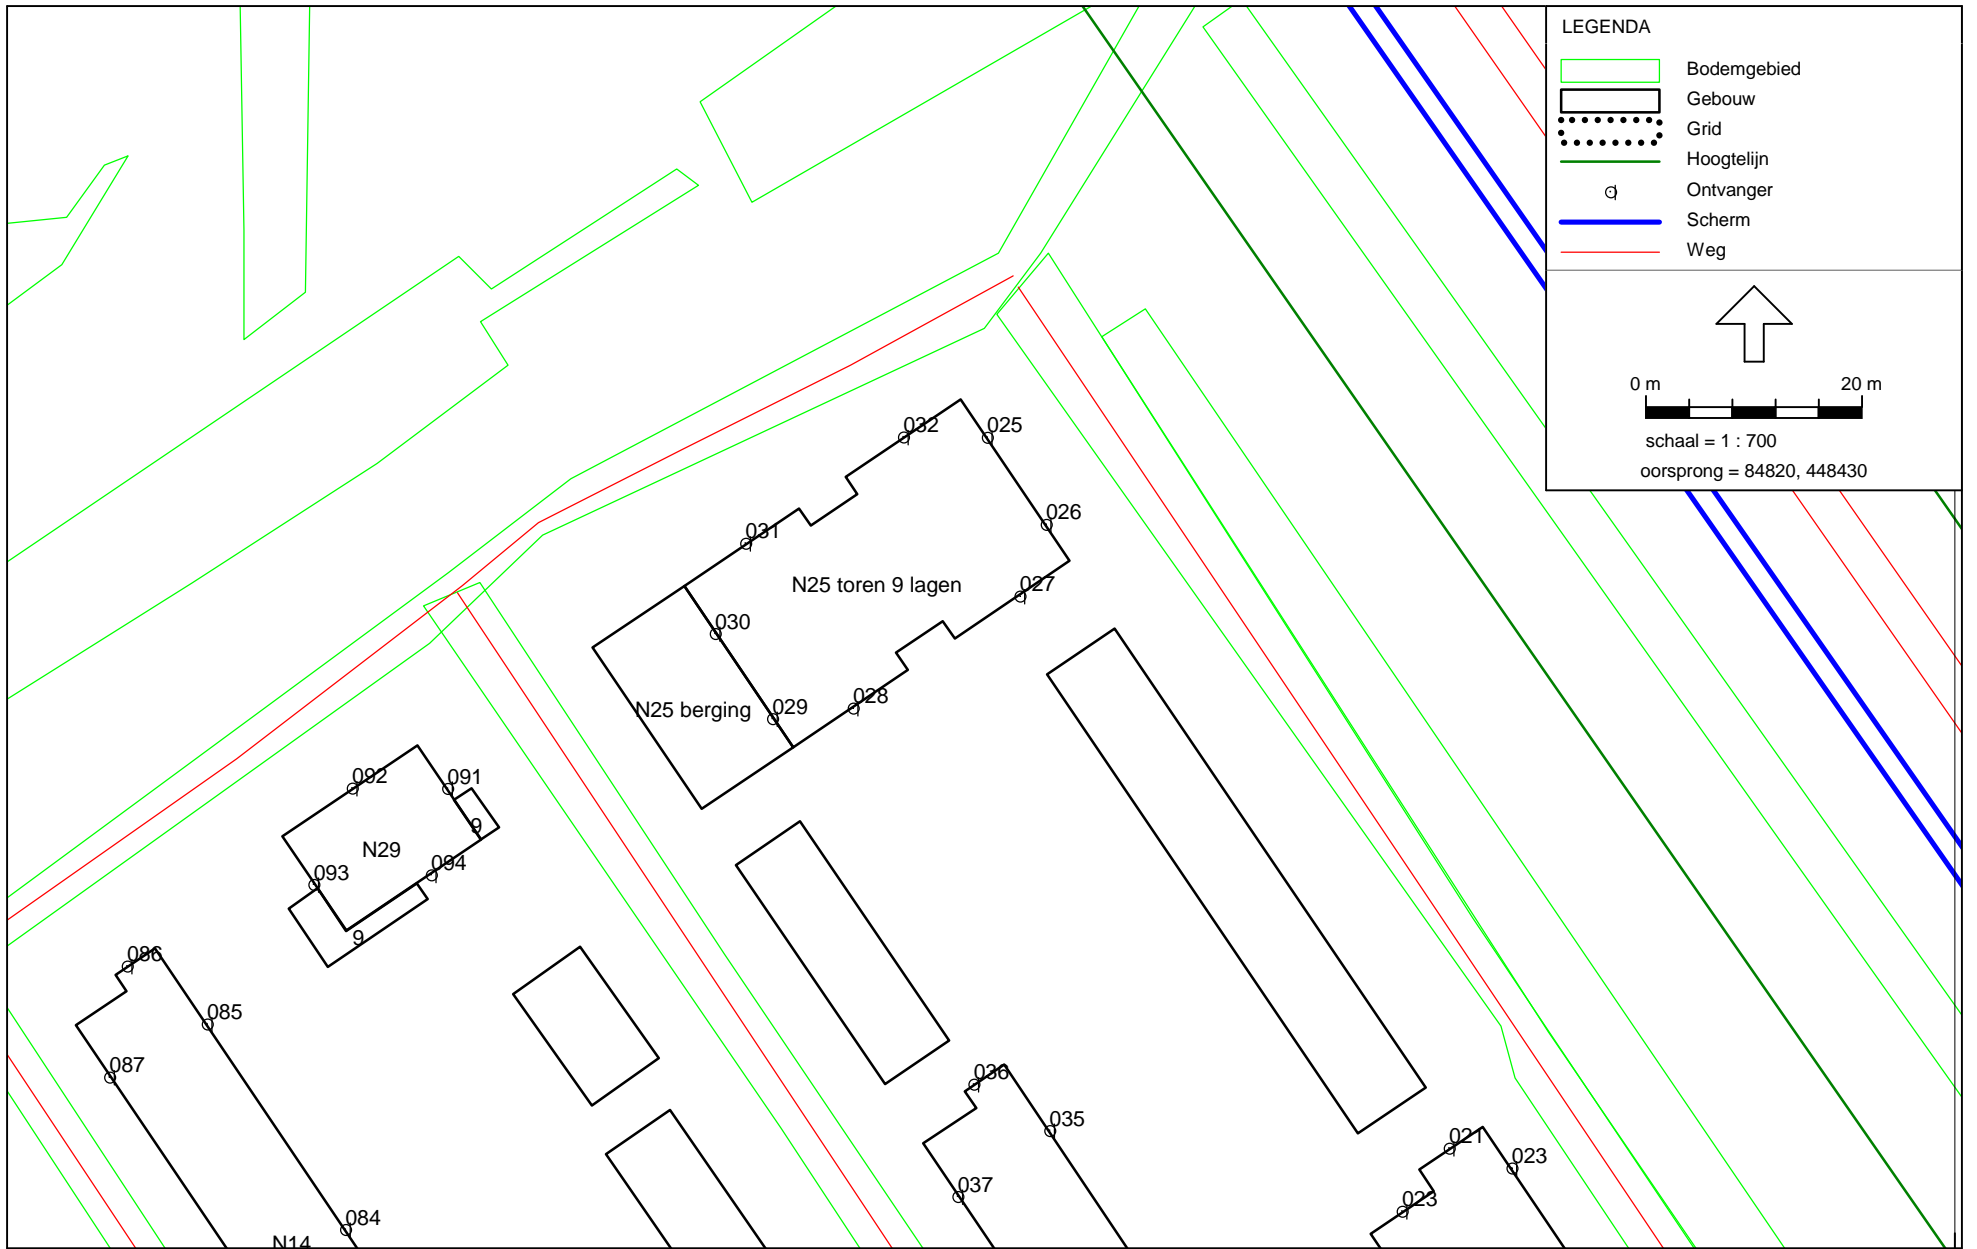 LEGENDA
Bodemgebied
Gebouw
Grid
Hoogtelijn
Ontvanger
Scherm
Weg
0 m 20 m
schaal = 1 : 700
oorsprong = 84820, 448430
032
025
026
031
N25 toren 9 lagen
027
030
028
N25 berging
029
092
091
9
N29
094
093
9
086
085
087
036
035
021
023
037
023
084
N14